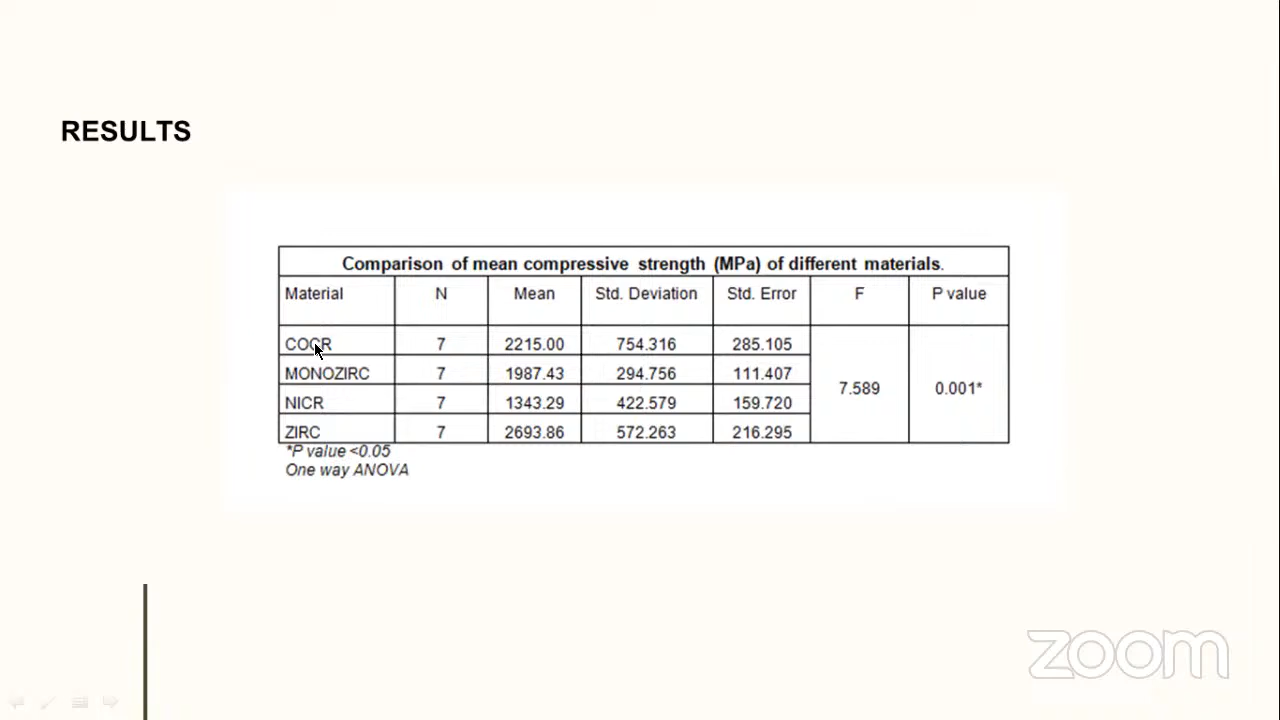 RESULTS
Comparison of mean compressive strength (MPa) of different materials.
Material N Mean Std. Deviation Std. Error F P value
COCR 7 2215.00 754.316 285.105
MONOZIRC 7 1987.43 294.756 111.407
7.589 0.001*
NICR 7 1343.29 422.579 159.720
ZIRC 7 2693.86 572.263 216.295
*P value <0.05
One way ANOVA
zoom